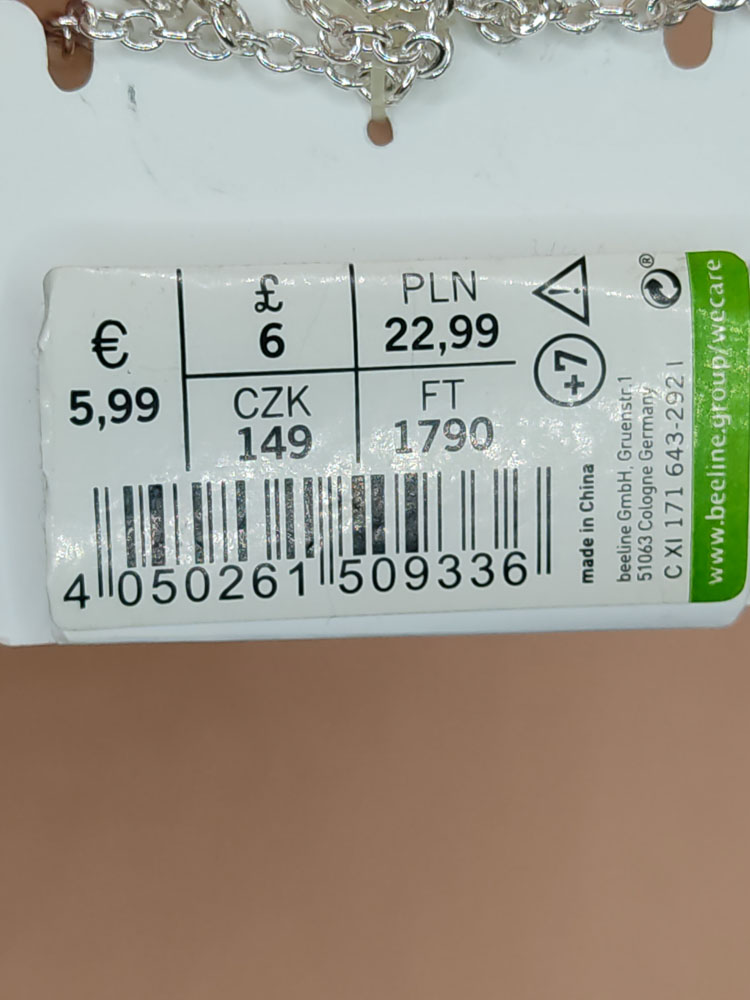 €
5,99
£
6
PLN
22,99
CZK
149
FT
1790
4 050261 509336
+7
made in China
beeline GmbH, Gruenstr. 1
51063 Cologne Germany
C XI 171 643-292 I
®
www.beeline.group/wecare